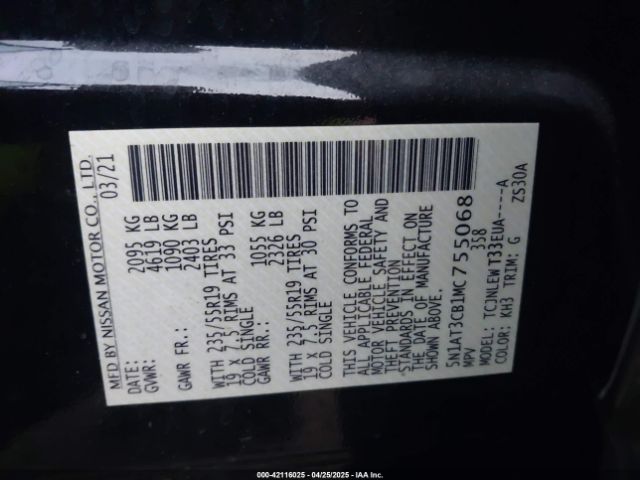 MFD BY NISSAN MOTOR CO., LTD.
DATE: 03/21
GVWR: 2095 KG
4619 LB
GAWR FR.: 1090 KG
2403 LB
WITH 235/55R19 TIRES
19 X 7.5 RIMS AT 33 PSI
COLD SINGLE
GAWR RR: 1055 KG
2326 LB
WITH 235/55R19 TIRES
19 X 7.5 RIMS AT 30 PSI
COLD SINGLE
THIS VEHICLE CONFORMS TO
ALL APPLICABLE FEDERAL
MOTOR VEHICLE SAFETY AND
THEFT PREVENTION
STANDARDS IN EFFECT ON
THE DATE OF MANUFACTURE
SHOWN ABOVE.
5N1AT3CB1MC755068
MPV 358
MODEL: TCJNLEWT33EUA----A
COLOR: KH3 TRIM: G ZS30A
000-42116025 - 04/25/2025 - IAA Inc.